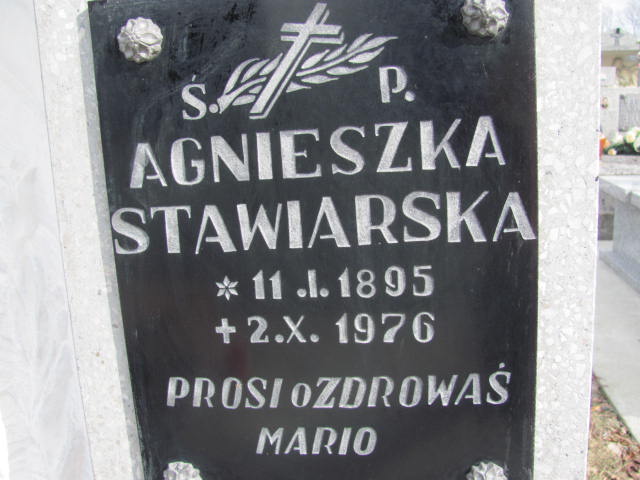 Ś. P.
AGNIESZKA
STAWIARSKA
* 11.I.1895
+ 2.X. 1976
PROSI o ZDROWAŚ
MARIO